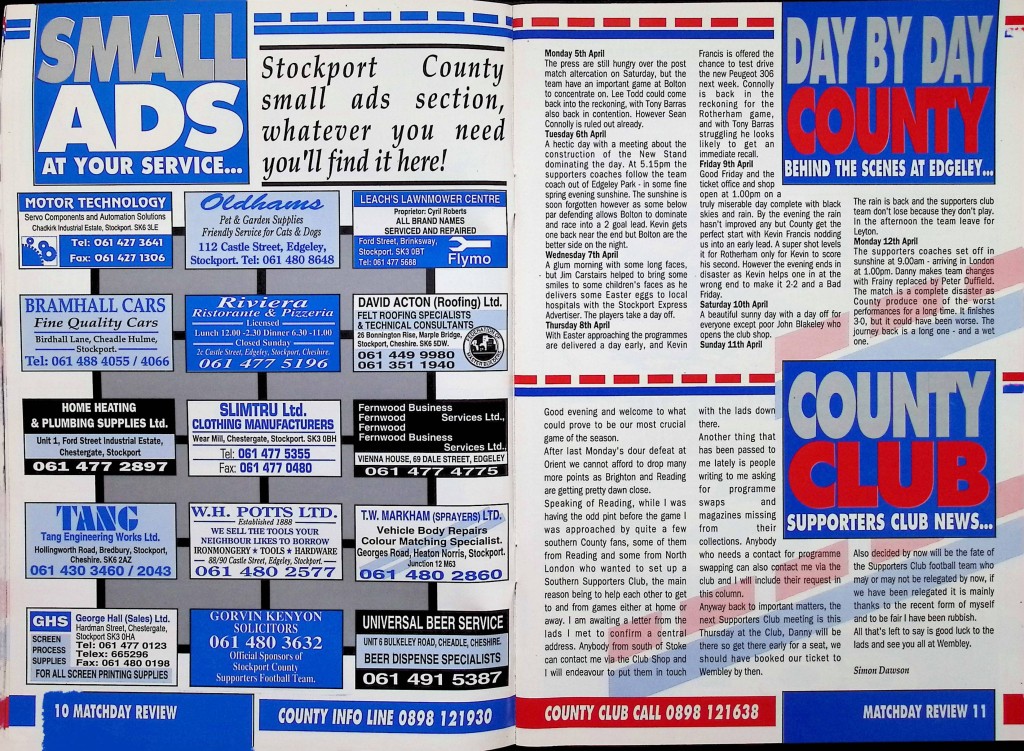 SMALL
ADS
AT YOUR SERVICE...
Stockport County
small ads section,
whatever you need
you'll find it here!
MOTOR TECHNOLOGY
Servo Components and Automation Solutions
Chadkirk Industrial Estate, Stockport. SK6 3LE
Tel: 061 427 3641
Fax: 061 427 1306
Oldhams
Pet & Garden Supplies
Friendly Service for Cats & Dogs
112 Castle Street, Edgeley,
Stockport. Tel: 061 480 8648
LEACH'S LAWNMOWER CENTRE
Proprietor: Cyril Roberts
ALL BRAND NAMES
SERVICED AND REPAIRED
Ford Street, Brinksway,
Stockport. SK3 0BT
Tel: 061 477 5688
Flymo
BRAMHALL CARS
Fine Quality Cars
Birdhall Lane, Cheadle Hulme,
Stockport.
Tel: 061 488 4055 / 4066
Riviera
Ristorante & Pizzeria
Licensed
Lunch 12.00 -2.30 Dinner 6.30 -11.00
Closed Sunday
2c Castle Street, Edgeley, Stockport, Cheshire.
061 477 5196
DAVID ACTON (Roofing) Ltd.
FELT ROOFING SPECIALISTS
& TECHNICAL CONSULTANTS
26 Bonnington Rise, Marple Bridge,
Stockport, Cheshire. SK6 5DW.
061 449 9980
061 351 1940
HOME HEATING
& PLUMBING SUPPLIES Ltd.
Unit 1, Ford Street Industrial Estate,
Chestergate, Stockport
061 477 2897
SLIMTRU Ltd.
CLOTHING MANUFACTURERS
Wear Mill, Chestergate, Stockport. SK3 0BH
Tel: 061 477 5355
Fax: 061 477 0480
Fernwood Business
Fernwood Services Ltd.,
Fernwood
Fernwood Business
Services Ltd.,
VIENNA HOUSE, 69 DALE STREET, EDGELEY
061 477 4775
TANG
Tang Engineering Works Ltd.
Hollingworth Road, Bredbury, Stockport,
Cheshire. SK6 2AZ
061 430 3460 / 2043
W.H. POTTS LTD.
Established 1888
WE SELL THE TOOLS YOUR
NEIGHBOUR LIKES TO BORROW
IRONMONGERY ★ TOOLS ★ HARDWARE
88/90 Castle Street, Edgeley, Stockport.
061 480 2577
T.W. MARKHAM (SPRAYERS) LTD.
Vehicle Body Repairs
Colour Matching Specialist.
Georges Road, Heaton Norris, Stockport.
Junction 12 M63
061 480 2860
GHS
George Hall (Sales) Ltd.
Hardman Street, Chestergate,
Stockport SK3 0HA
SCREEN
PROCESS
SUPPLIES
Tel: 061 477 0123
Telex: 665296
Fax: 061 480 0198
FOR ALL SCREEN PRINTING SUPPLIES
GORVIN KENYON
SOLICITORS
061 480 3632
Official Sponsors of
Stockport County
Supporters Football Team.
UNIVERSAL BEER SERVICE
UNIT 6 BULKELEY ROAD, CHEADLE, CHESHIRE.
BEER DISPENSE SPECIALISTS
061 491 5387
10 MATCHDAY REVIEW
COUNTY INFO LINE 0898 121930
DAY BY DAY
COUNTY
BEHIND THE SCENES AT EDGELEY...
Monday 5th April
The press are still hungry over the post
match altercation on Saturday, but the
team have an important game at Bolton
to concentrate on. Lee Todd could come
back into the reckoning, with Tony Barras
also back in contention. However Sean
Connolly is ruled out already.
Tuesday 6th April
A hectic day with a meeting about the
construction of the New Stand
dominating the day. At 5.15pm the
supporters coaches follow the team
coach out of Edgeley Park - in some fine
spring evening sunshine. The sunshine is
soon forgotten however as some below
par defending allows Bolton to dominate
and race into a 2 goal lead. Kevin gets
one back near the end but Bolton are the
better side on the night.
Wednesday 7th April
A glum morning with some long faces,
but Jim Carstairs helped to bring some
smiles to some children's faces as he
delivers some Easter eggs to local
hospitals with the Stockport Express
Advertiser. The players take a day off.
Thursday 8th April
With Easter approaching the programmes
are delivered a day early, and Kevin
Francis is offered the
chance to test drive
the new Peugeot 306
next week. Connolly
is back in the
reckoning for the
Rotherham game,
and with Tony Barras
struggling he looks
likely to get an
immediate recall.
Friday 9th April
Good Friday and the
ticket office and shop
open at 1.00pm on a
truly miserable day complete with black
skies and rain. By the evening the rain
hasn't improved any but County get the
perfect start with Kevin Francis nodding
us into an early lead. A super shot levels
it for Rotherham only for Kevin to score
his second. However the evening ends in
disaster as Kevin helps one in at the
wrong end to make it 2-2 and a Bad
Friday.
Saturday 10th April
A beautiful sunny day with a day off for
everyone except poor John Blakeley who
opens the club shop.
Sunday 11th April
The rain is back and the supporters club
team don't lose because they don't play.
In the afternoon the team leave for
Leyton.
Monday 12th April
The supporters coaches set off in
sunshine at 9.00am - arriving in London
at 1.00pm. Danny makes team changes
with Frainy replaced by Peter Duffield.
The match is a complete disaster as
County produce one of the worst
performances for a long time. It finishes
3-0, but it could have been worse. The
journey back is a long one - and a wet
one.
COUNTY
CLUB
SUPPORTERS CLUB NEWS...
Good evening and welcome to what
could prove to be our most crucial
game of the season.
After last Monday's dour defeat at
Orient we cannot afford to drop many
more points as Brighton and Reading
are getting pretty dawn close.
Speaking of Reading, while I was
having the odd pint before the game I
was approached by quite a few
southern County fans, some of them
from Reading and some from North
London who wanted to set up a
Southern Supporters Club, the main
reason being to help each other to get
to and from games either at home or
away. I am awaiting a letter from the
lads I met to confirm a central
address. Anybody from south of Stoke
can contact me via the Club Shop and
I will endeavour to put them in touch
with the lads down
there.
Another thing that
has been passed to
me lately is people
writing to me asking
for programme
swaps and
magazines missing
from their
collections. Anybody
who needs a contact for programme
swapping can also contact me via the
club and I will include their request in
this column.
Anyway back to important matters, the
next Supporters Club meeting is this
Thursday at the Club, Danny will be
there so get there early for a seat, we
should have booked our ticket to
Wembley by then.
Also decided by now will be the fate of
the Supporters Club football team who
may or may not be relegated by now, if
we have been relegated it is mainly
thanks to the recent form of myself
and to be fair I have been rubbish.
All that's left to say is good luck to the
lads and see you all at Wembley.
Simon Dawson
COUNTY CLUB CALL 0898 121638
MATCHDAY REVIEW 11